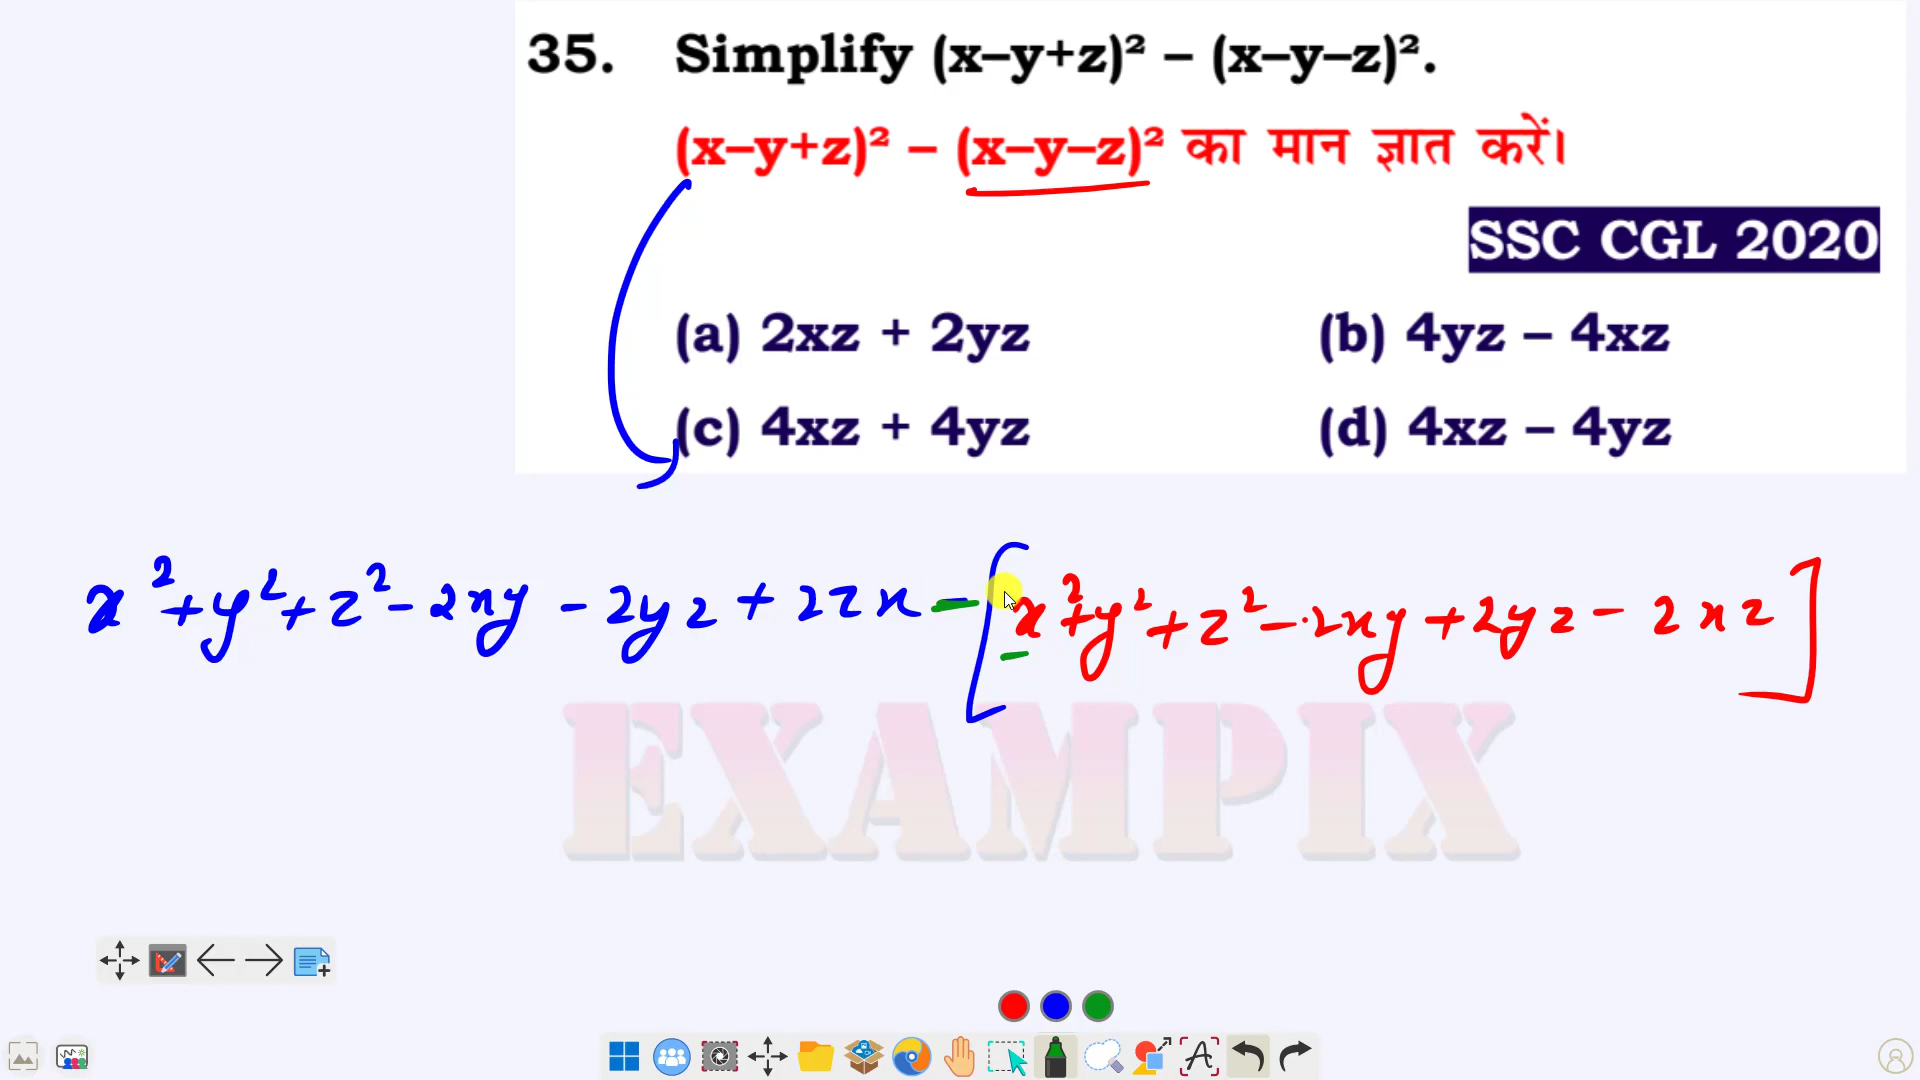 35. Simplify (x–y+z)² – (x–y–z)².
(x–y+z)² – (x–y–z)² का मान ज्ञात करें।
SSC CGL 2020
(a) 2xz + 2yz (b) 4yz – 4xz
(c) 4xz + 4yz (d) 4xz – 4yz
x² + y² + z² - 2xy - 2yz + 2zx - [x² + y² + z² - 2xy + 2yz - 2xz]
-
EXAMPIX